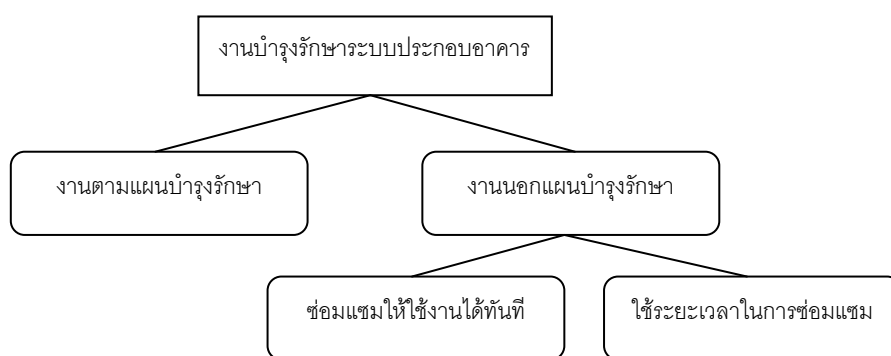 งานบำรุงรักษาระบบประกอบอาคาร
งานตามแผนบำรุงรักษา
งานนอกแผนบำรุงรักษา
ซ่อมแซมให้ใช้งานได้ทันที
ใช้ระยะเวลาในการซ่อมแซม